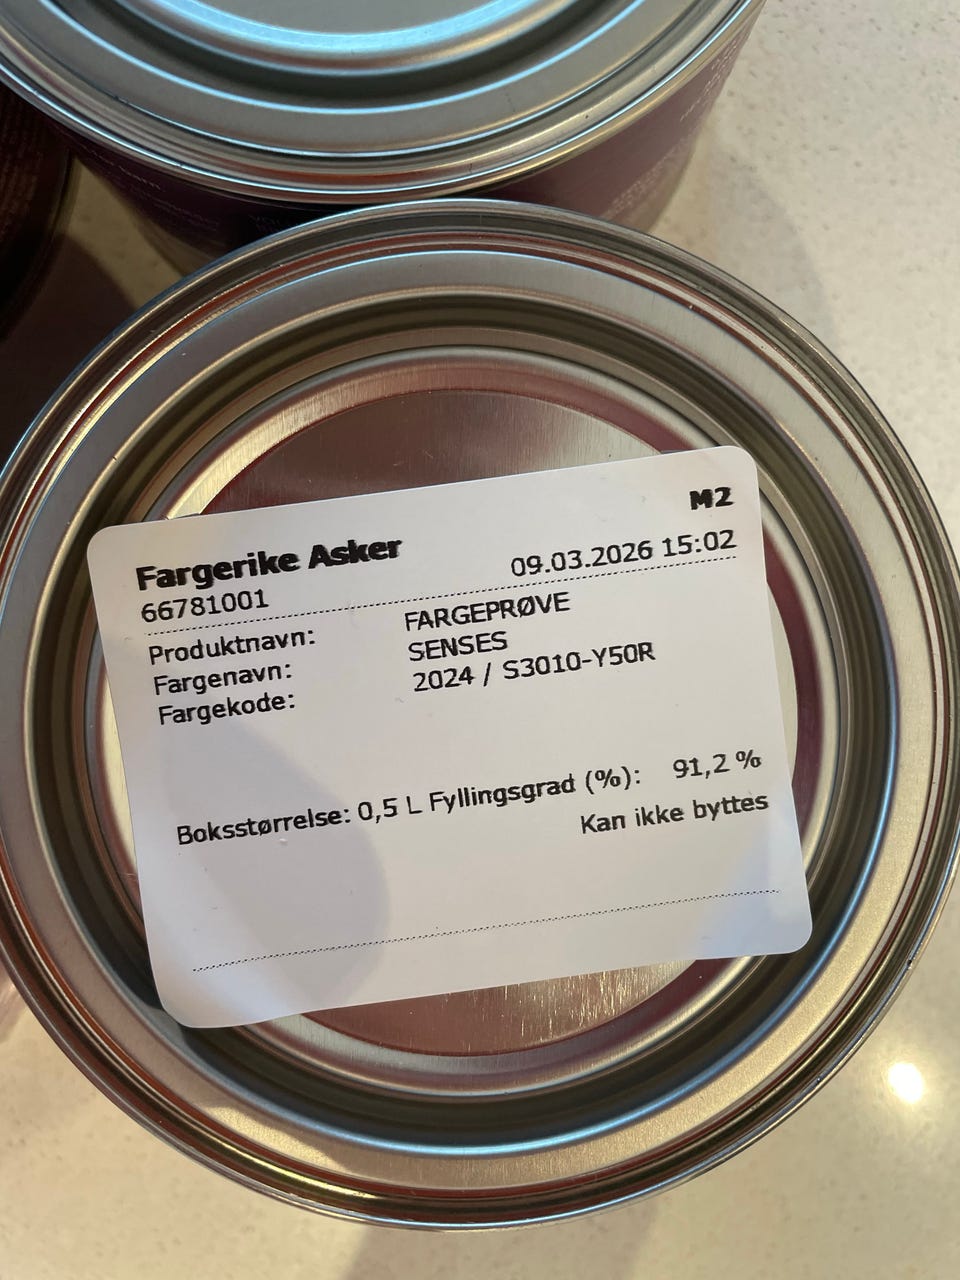 M2
Fargerike Asker
66781001
09.03.2026 15:02
Produktnavn: FARGEPRØVE
Fargenavn: SENSES
Fargekode: 2024 / S3010-Y50R
Boksstørrelse: 0,5 L Fyllingsgrad (%): 91,2 %
Kan ikke byttes